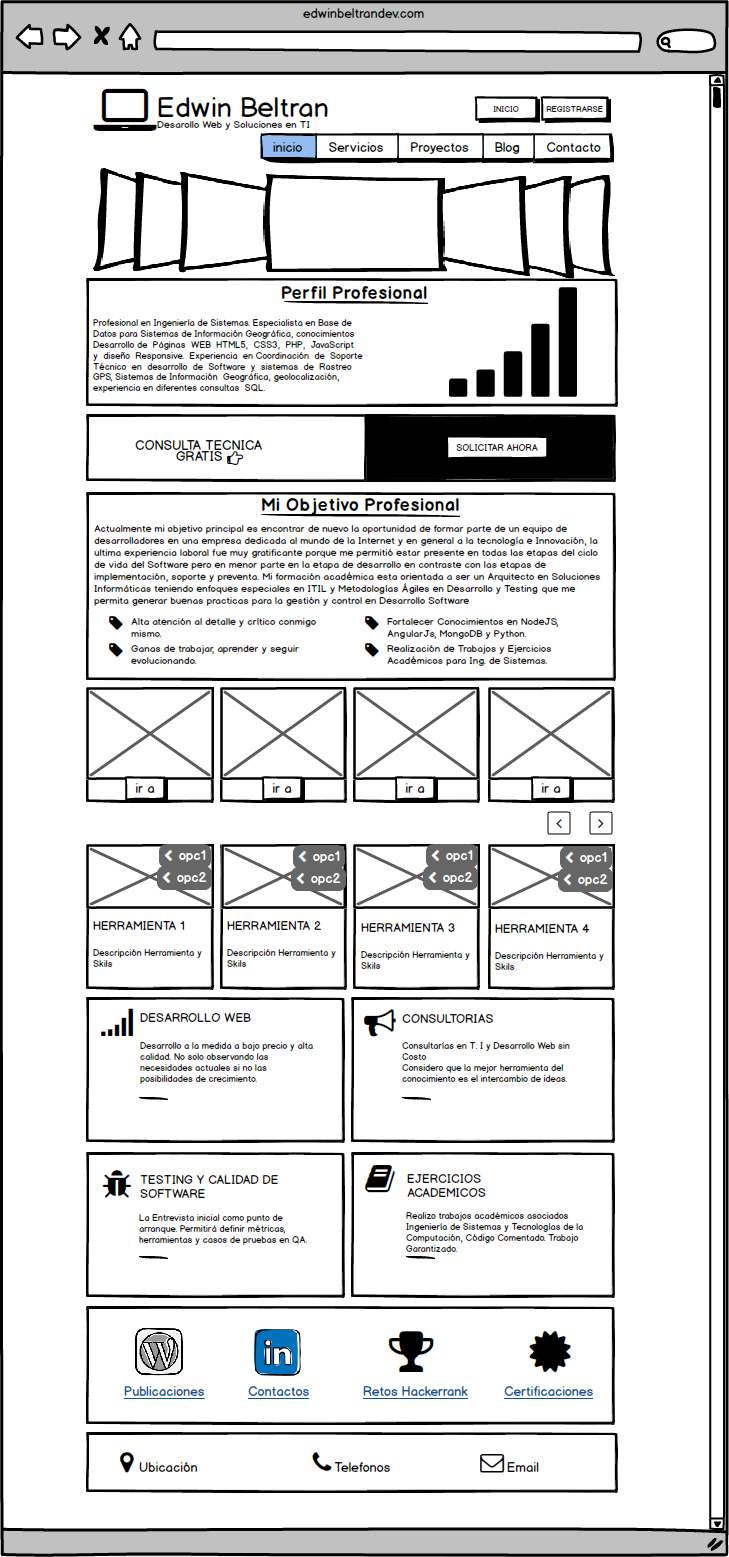 edwinbeltrandev.com
Edwin Beltran
Desarollo Web y Soluciones en TI
INICIO
REGISTRARSE
inicio
Servicios
Proyectos
Blog
Contacto
Perfil Profesional
Profesional en Ingeniería de Sistemas. Especialista en Base de
Datos para Sistemas de Información Geográfica, conocimientos
Desarrollo de Páginas WEB HTML5, CSS3, PHP, JavaScript
y diseño Responsive. Experiencia en Coordinación de Soporte
Técnico en desarrollo de Software y sistemas de Rastreo
GPS, Sistemas de Información Geográfica, geolocalización,
experiencia en diferentes consultas SQL.
CONSULTA TECNICA
GRATIS
SOLICITAR AHORA
Mi Objetivo Profesional
Actualmente mi objetivo principal es encontrar de nuevo la oportunidad de formar parte de un equipo de
desarrolladores en una empresa dedicada al mundo de la Internet y en general a la tecnología e Innovación, la
ultima experiencia laboral fue muy gratificante porque me permitió estar presente en todas las etapas del ciclo
de vida del Software pero en menor parte en la etapa de desarrollo en contraste con las etapas de
implementación, soporte y preventa. Mi formación académica esta orientada a ser un Arquitecto en Soluciones
Informáticas teniendo enfoques especiales en ITIL y Metodologías Ágiles en Desarrollo y Testing que me
permita generar buenas practicas para la gestión y control en Desarrollo Software
Alta atención al detalle y crítico conmigo
mismo.
Ganas de trabajar, aprender y seguir
evolucionando.
Fortalecer Conocimientos en NodeJS,
AngularJs, MongoDB y Python.
Realización de Trabajos y Ejercicios
Académicos para Ing. de Sistemas.
ir a
ir a
ir a
ir a
opc1
opc2
opc1
opc2
opc1
opc2
opc1
opc2
HERRAMIENTA 1
Descripción Herramienta y
Skils
HERRAMIENTA 2
Descripción Herramienta y
Skils
HERRAMIENTA 3
Descripción Herramienta y
Skils
HERRAMIENTA 4
Descripción Herramienta y
Skils
DESARROLLO WEB
Desarrollo a la medida a bajo precio y alta
calidad. No solo observando las
necesidades actuales si no las
posibilidades de crecimiento.
CONSULTORIAS
Consultarías en T. I y Desarrollo Web sin
Costo
Considero que la mejor herramienta del
conocimiento es el intercambio de ideas.
TESTING Y CALIDAD DE
SOFTWARE
La Entrevista inicial como punto de
arranque. Permitirá definir métricas,
herramientas y casos de pruebas en QA.
EJERCICIOS
ACADEMICOS
Realizo trabajos académicos asociados
Ingeniería de Sistemas y Tecnologías de la
Computación, Código Comentado. Trabajo
Garantizado.
in
Publicaciones
Contactos
Retos Hackerrank
Certificaciones
Ubicación
Telefonos
Email